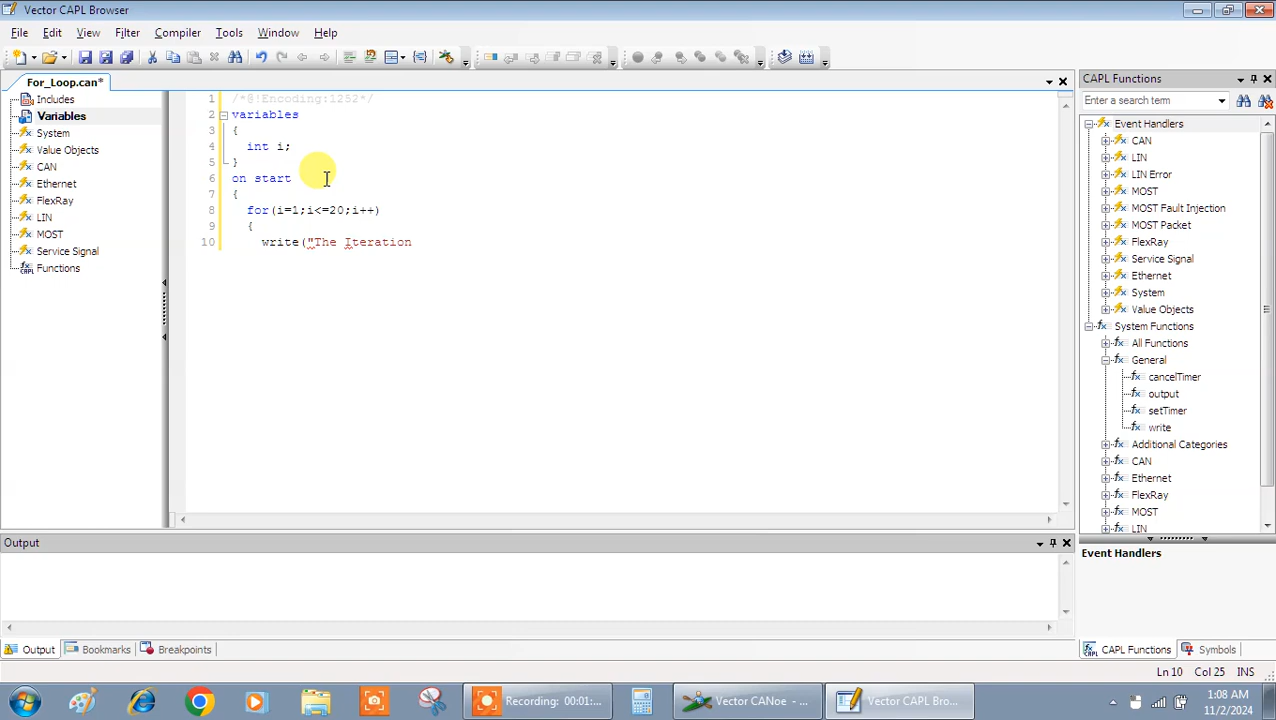 Vector CAPL Browser
File Edit View Filter Compiler Tools Window Help
For_Loop.can*
Includes
Variables
System
Value Objects
CAN
Ethernet
FlexRay
LIN
MOST
Service Signal
Functions
1 /*@!Encoding:1252*/
2 variables
3 {
4 int i;
5 }
6 on start
7 {
8 for(i=1;i<=20;i++)
9 {
10 write("The Iteration
CAPL Functions
Enter a search term
Event Handlers
CAN
LIN
LIN Error
MOST
MOST Fault Injection
MOST Packet
FlexRay
Service Signal
Ethernet
System
Value Objects
System Functions
All Functions
General
cancelTimer
output
setTimer
write
Additional Categories
CAN
Ethernet
FlexRay
MOST
LIN
Event Handlers
CAPL Functions Symbols
Output
Output Bookmarks Breakpoints
Ln 10 Col 25 INS
Recording: 00:01:... Vector CANoe - ... Vector CAPL Bro...
1:08 AM
11/2/2024